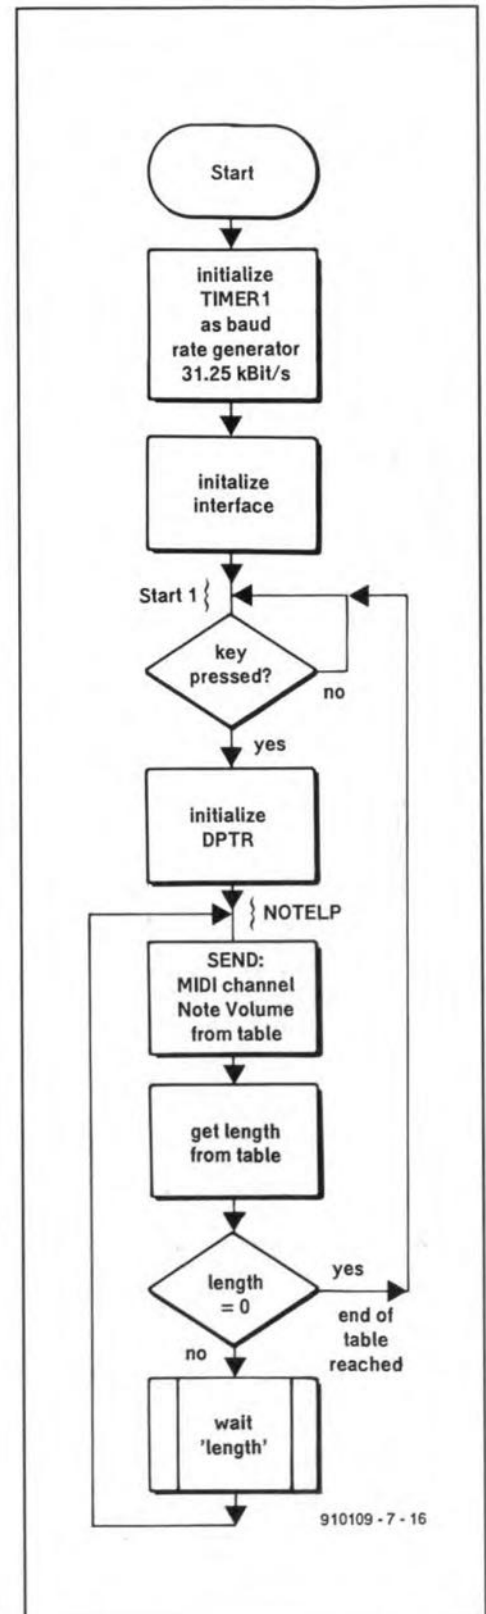 Start
initialize
TIMER1
as baud
rate generator
31.25 kBit/s
initalize
interface
Start 1
key
pressed?
no
yes
initialize
DPTR
NOTELP
SEND:
MIDI channel
Note Volume
from table
get length
from table
length
= 0
yes
end of
table
reached
no
wait
'length'
910109 - 7 - 16